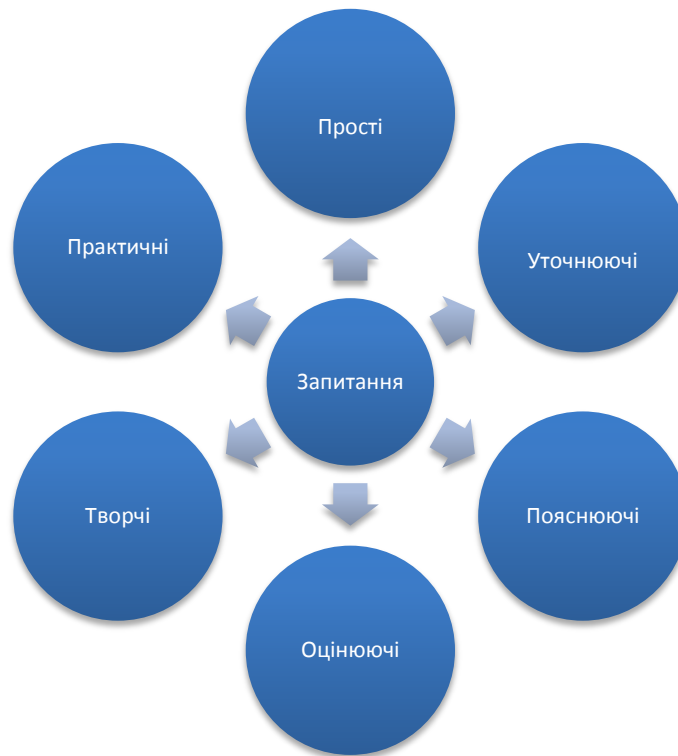 Прості
Практичні
Уточнюючі
Запитання
Творчі
Пояснюючі
Оцінюючі